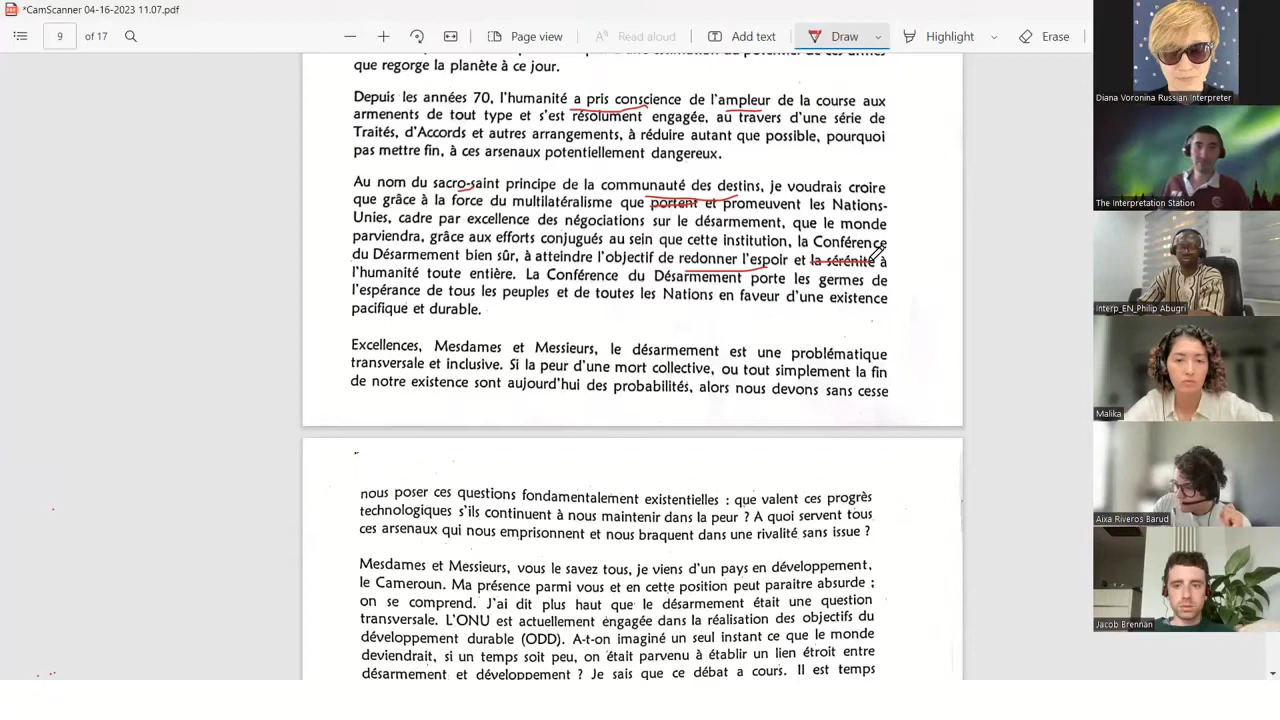 *CamScanner 04-16-2023 11.07.pdf
9 of 17 Page view Read aloud Add text Draw Highlight Erase
que regorge la planète à ce jour.
Depuis les années 70, l'humanité a pris conscience de l'ampleur de la course aux
armenents de tout type et s'est résolument engagée, au travers d'une série de
Traités, d'Accords et autres arrangements, à réduire autant que possible, pourquoi
pas mettre fin, à ces arsenaux potentiellement dangereux.
Au nom du sacro-saint principe de la communauté des destins, je voudrais croire
que grâce à la force du multilatéralisme que portent et promeuvent les Nations-
Unies, cadre par excellence des négociations sur le désarmement, que le monde
parviendra, grâce aux efforts conjugués au sein que cette institution, la Conférence
du Désarmement bien sûr, à atteindre l'objectif de redonner l'espoir et la sérénité à
l'humanité toute entière. La Conférence du Désarmement porte les germes de
l'espérance de tous les peuples et de toutes les Nations en faveur d'une existence
pacifique et durable.
Excellences, Mesdames et Messieurs, le désarmement est une problématique
transversale et inclusive. Si la peur d'une mort collective, ou tout simplement la fin
de notre existence sont aujourd'hui des probabilités, alors nous devons sans cesse
nous poser ces questions fondamentalement existentielles : que valent ces progrès
technologiques s'ils continuent à nous maintenir dans la peur ? A quoi servent tous
ces arsenaux qui nous emprisonnent et nous braquent dans une rivalité sans issue ?
Mesdames et Messieurs, vous le savez tous, je viens d'un pays en développement,
le Cameroun. Ma présence parmi vous et en cette position peut paraitre absurde ;
on se comprend. J'ai dit plus haut que le désarmement était une question
transversale. L'ONU est actuellement engagée dans la réalisation des objectifs du
développement durable (ODD). A-t-on imaginé un seul instant ce que le monde
deviendrait, si un temps soit peu, on était parvenu à établir un lien étroit entre
désarmement et développement ? Je sais que ce débat a cours. Il est temps
Diana Voronina Russian Interpreter
The Interpretation Station
Interp_EN_Philip Abugri
Malika
Aixa Riveros Barud
Jacob Brennan